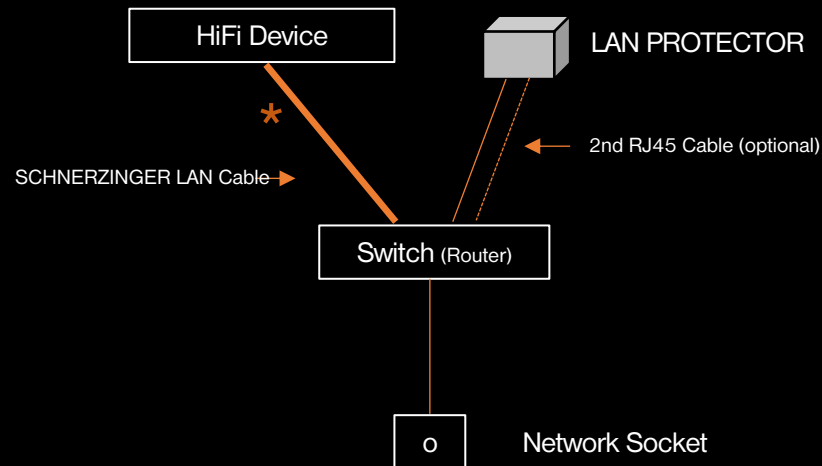 HiFi Device
LAN PROTECTOR
*
2nd RJ45 Cable (optional)
SCHNERZINGER LAN Cable
Switch (Router)
o
Network Socket